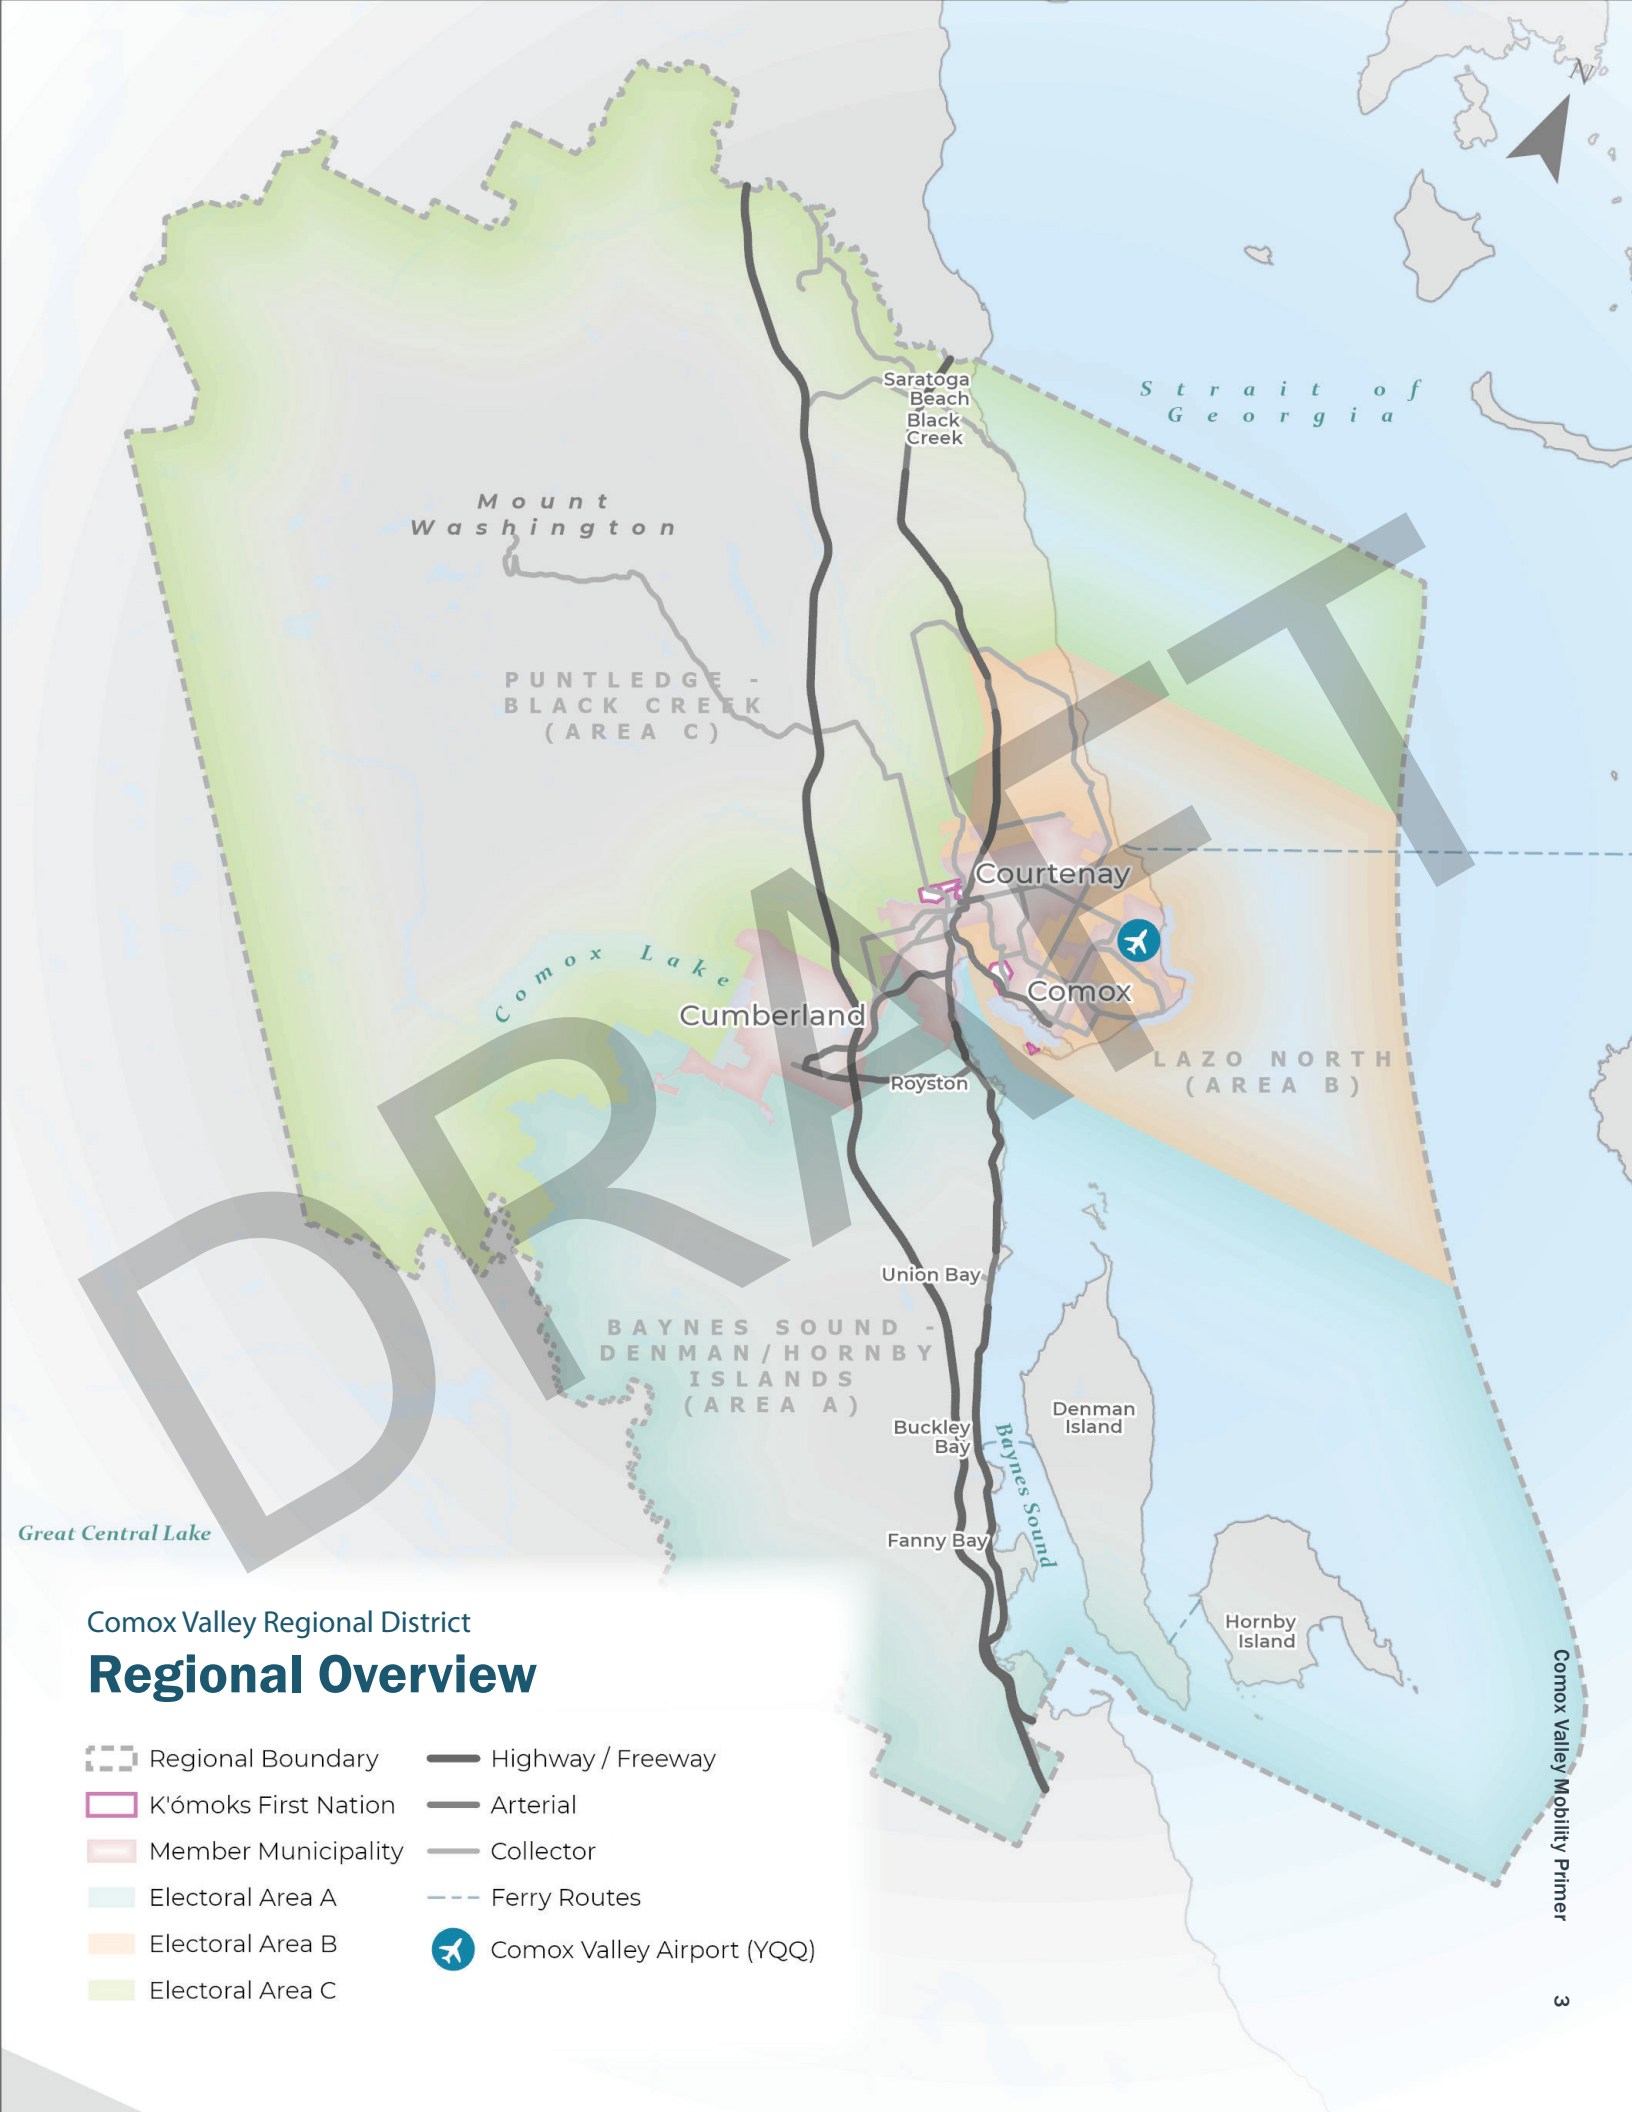 N
Saratoga
Beach
Black
Creek
Strait of
Georgia
Mount
Washington
PUNTLEDGE -
BLACK CREEK
(AREA C)
Courtenay
Comox Lake
Comox
Cumberland
LAZO NORTH
(AREA B)
Royston
Union Bay
BAYNES SOUND -
DENMAN/HORNBY
ISLANDS
(AREA A)
Denman
Island
Buckley
Bay
Baynes Sound
Great Central Lake
Fanny Bay
Hornby
Island
DRAFT
Comox Valley Regional District
Regional Overview
Regional Boundary
K'ómoks First Nation
Member Municipality
Electoral Area A
Electoral Area B
Electoral Area C
Highway / Freeway
Arterial
Collector
Ferry Routes
Comox Valley Airport (YQQ)
Comox Valley Mobility Primer
3